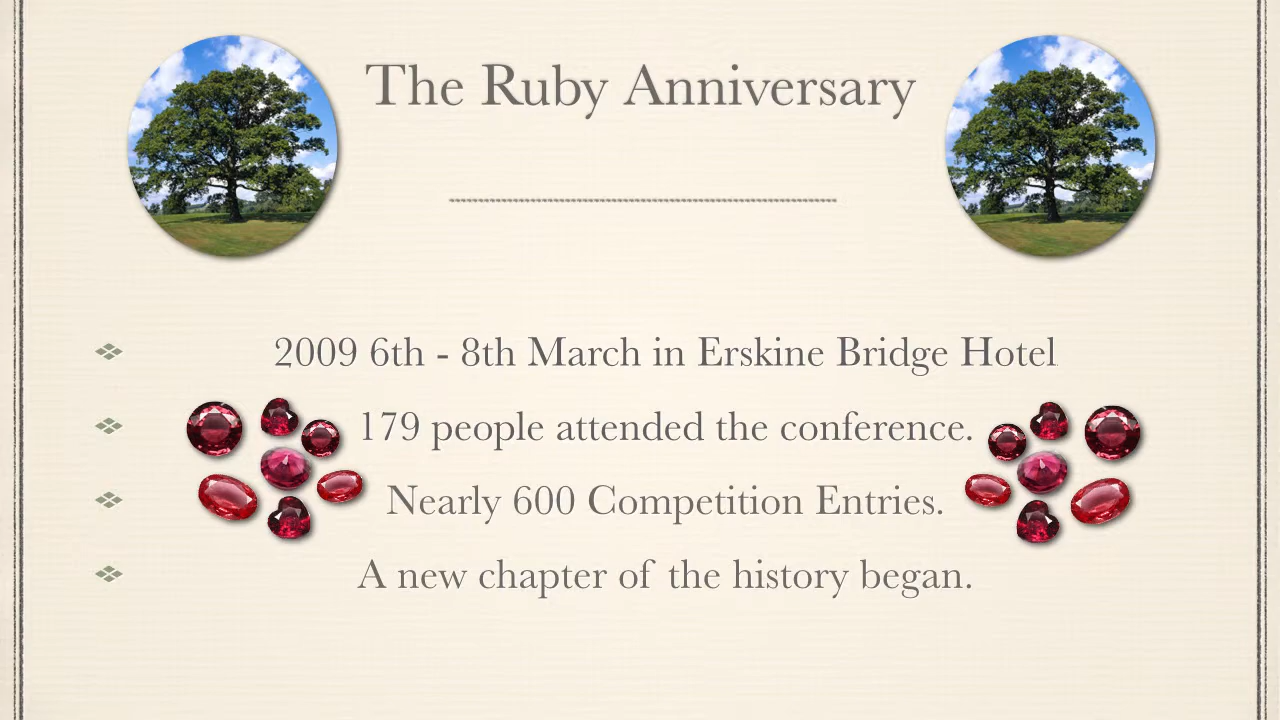 The Ruby Anniversary
2009 6th - 8th March in Erskine Bridge Hotel
179 people attended the conference.
Nearly 600 Competition Entries.
A new chapter of the history began.